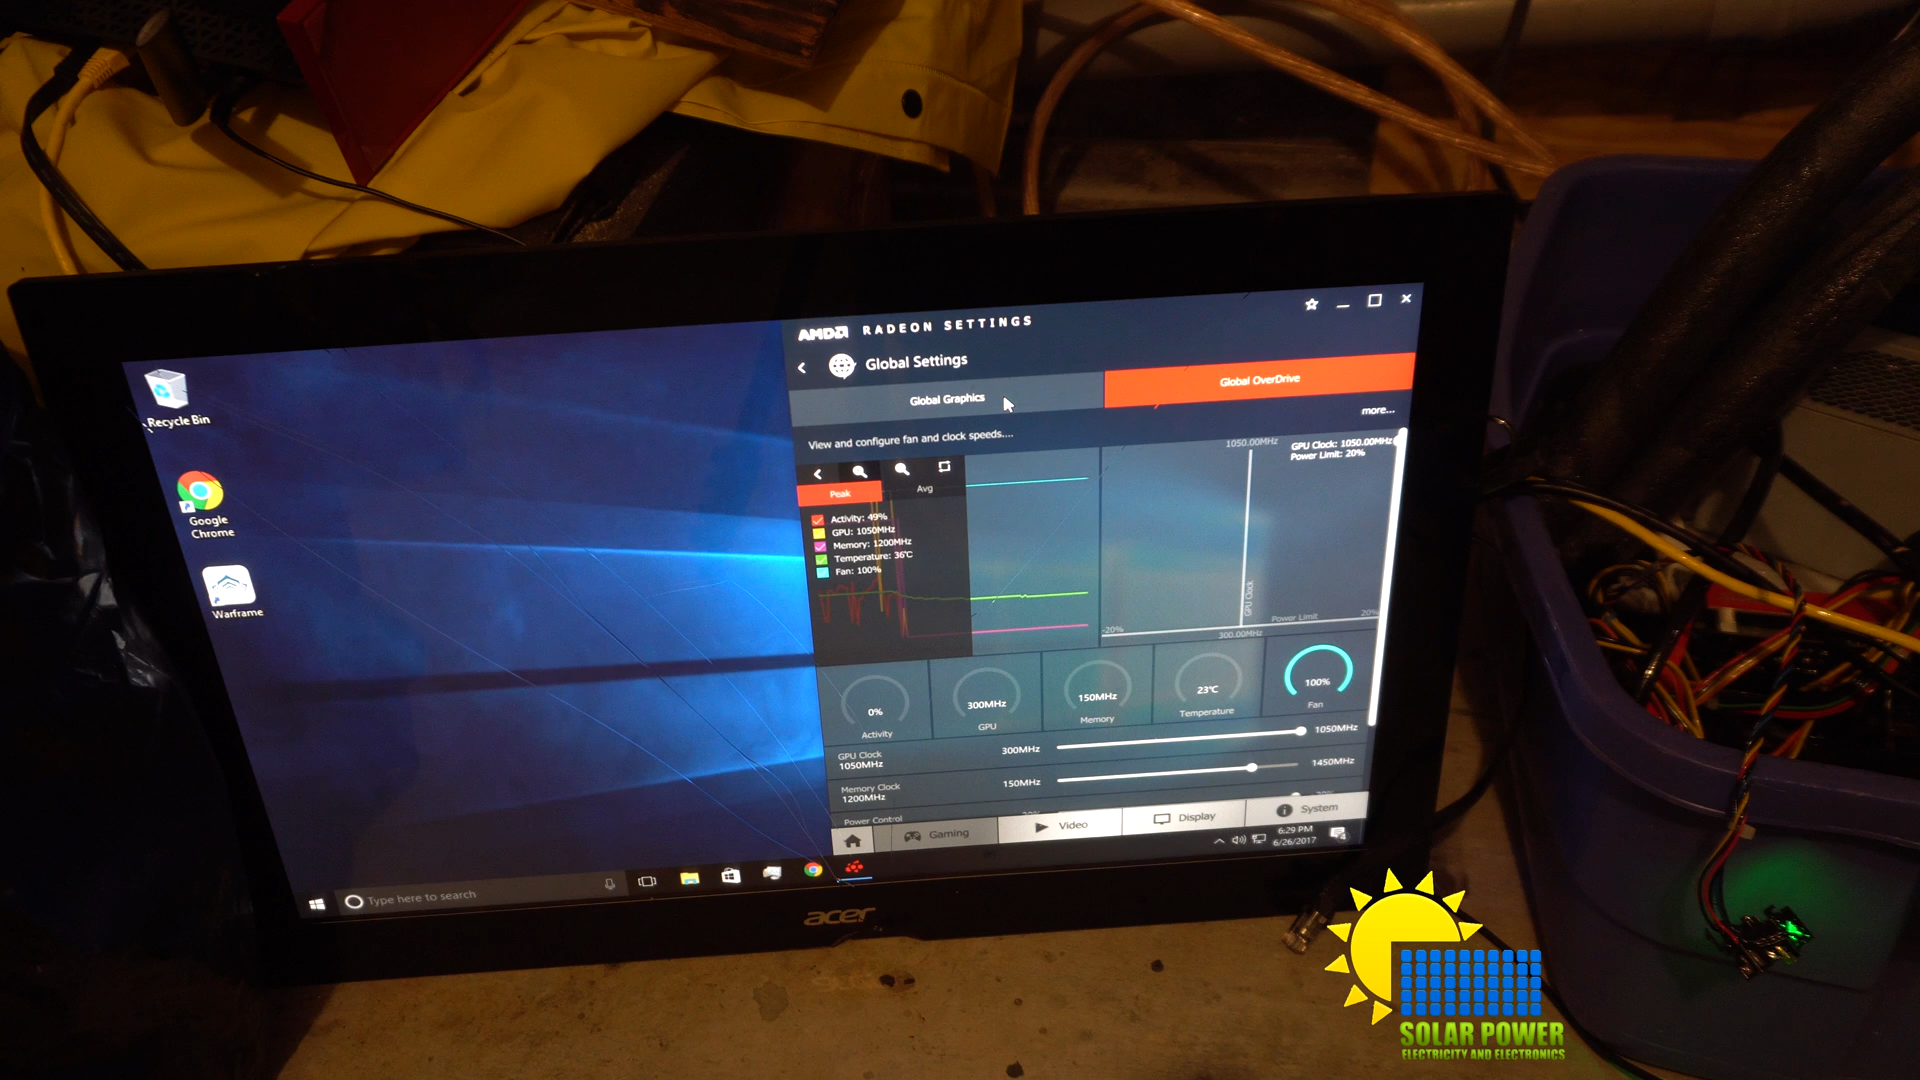 AMD RADEON SETTINGS
Global Settings
Global Graphics
Global OverDrive
more...
View and configure fan and clock speeds....
Peak
Avg
Activity: 49%
GPU: 1050MHz
Memory: 1200MHz
Temperature: 36°C
Fan: 100%
1050.00MHz
GPU Clock: 1050.00MHz
Power Limit: 20%
GPU Clock
Power Limit
-20%
20%
300.00MHz
0%
Activity
300MHz
GPU
150MHz
Memory
23°C
Temperature
100%
Fan
GPU Clock
1050MHz
300MHz
1050MHz
Memory Clock
1200MHz
150MHz
1450MHz
Power Control
Gaming
Video
Display
System
Recycle Bin
Google
Chrome
Warframe
Type here to search
6:29 PM
6/26/2017
acer
SOLAR POWER
ELECTRICITY AND ELECTRONICS